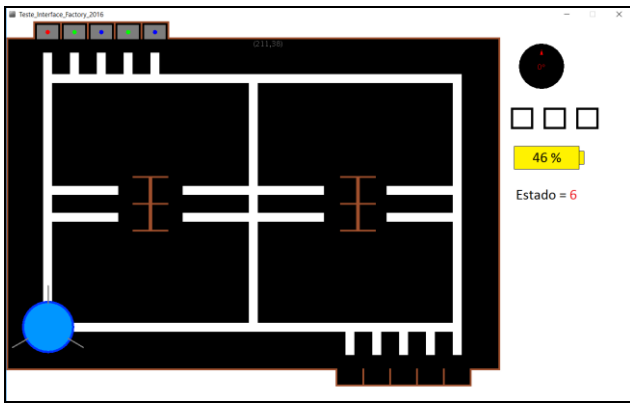 Teste_Interface_Factory_2016
(211,38)
0°
46 %
Estado = 6